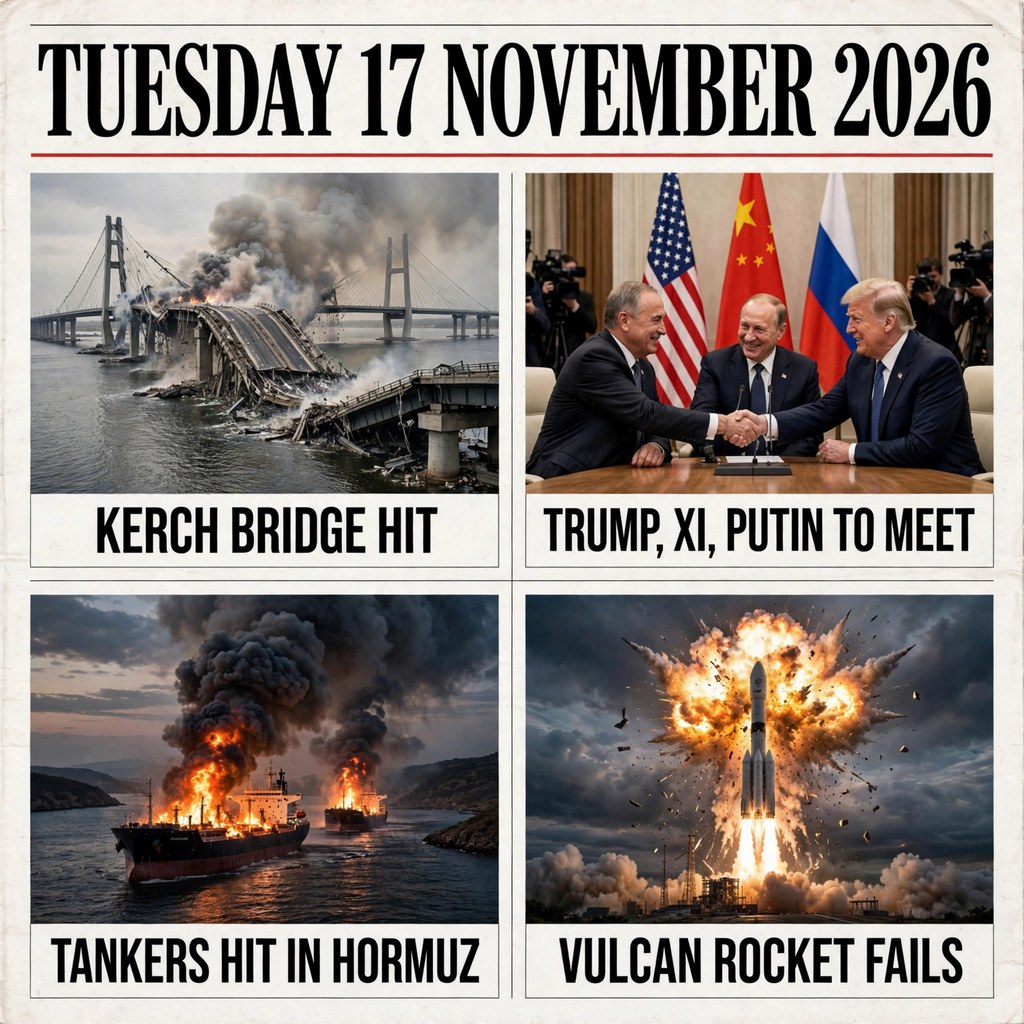 TUESDAY 17 NOVEMBER 2026
KERCH BRIDGE HIT
TRUMP, XI, PUTIN TO MEET
TANKERS HIT IN HORMUZ
VULCAN ROCKET FAILS